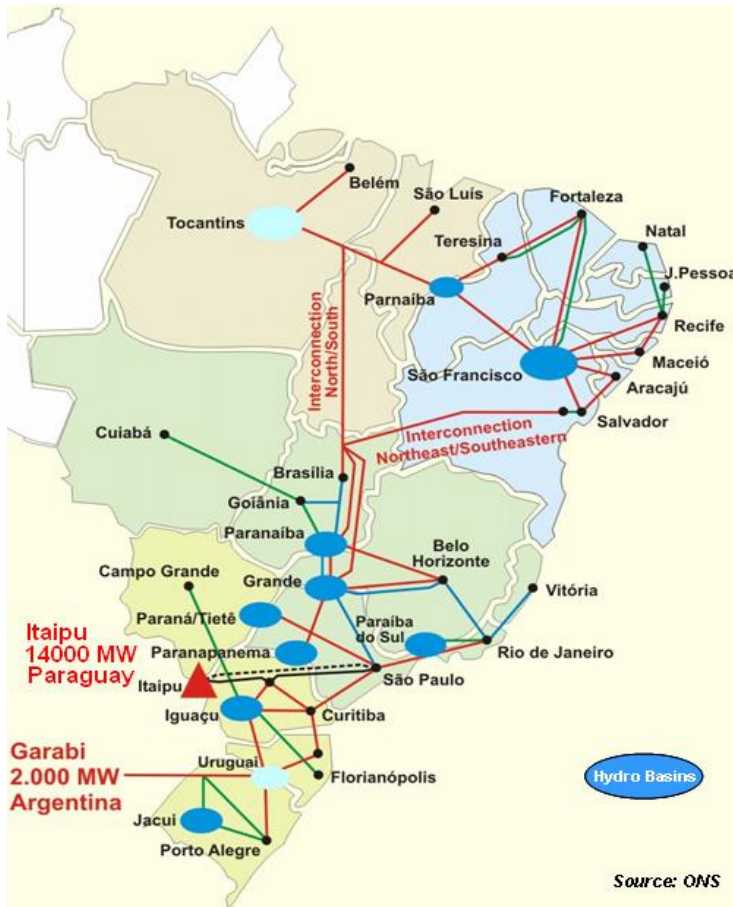 Belém
São Luís
Fortaleza
Tocantins
Teresina
Natal
J.Pessoa
Parnaíba
Recife
Interconnection
North/South
São Francisco
Maceió
Aracajú
Salvador
Interconnection
Northeast/Southeastern
Cuiabá
Brasília
Goiânia
Paranaíba
Belo
Horizonte
Campo Grande
Grande
Vitória
Paraná/Tietê
Paraíba
do Sul
Itaipu
14000 MW
Paraguay
Paranapanema
Rio de Janeiro
Itaipu
São Paulo
Iguaçu
Curitiba
Garabi
2.000 MW
Argentina
Uruguai
Florianópolis
Hydro Basins
Jacui
Porto Alegre
Source: ONS